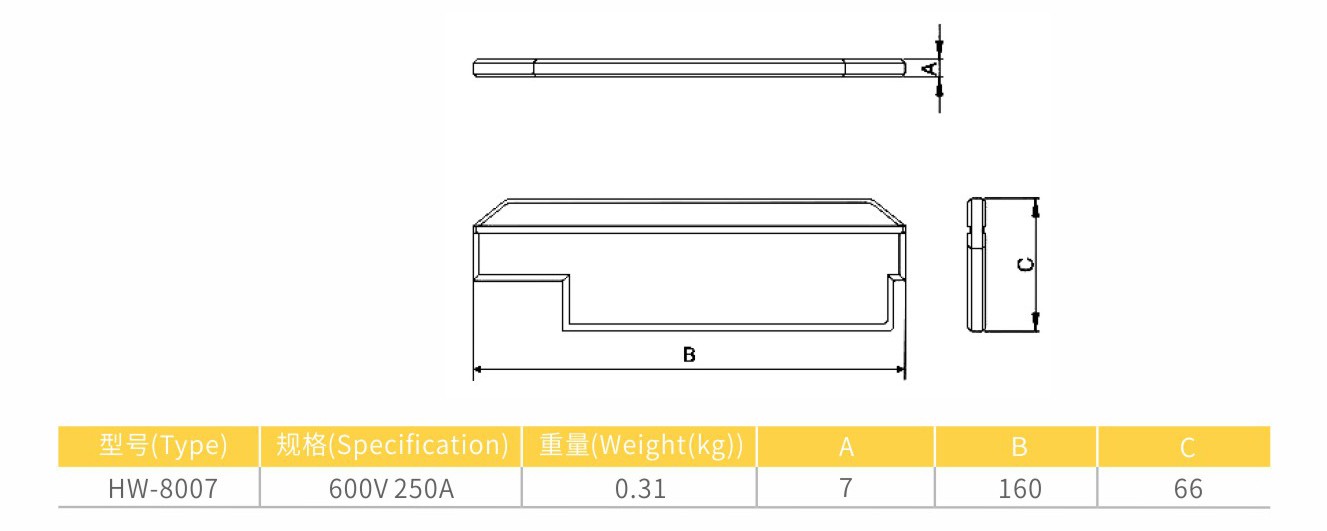 A
C
B
型号(Type) 规格(Specification) 重量(Weight(kg)) A B C
HW-8007 600V 250A 0.31 7 160 66